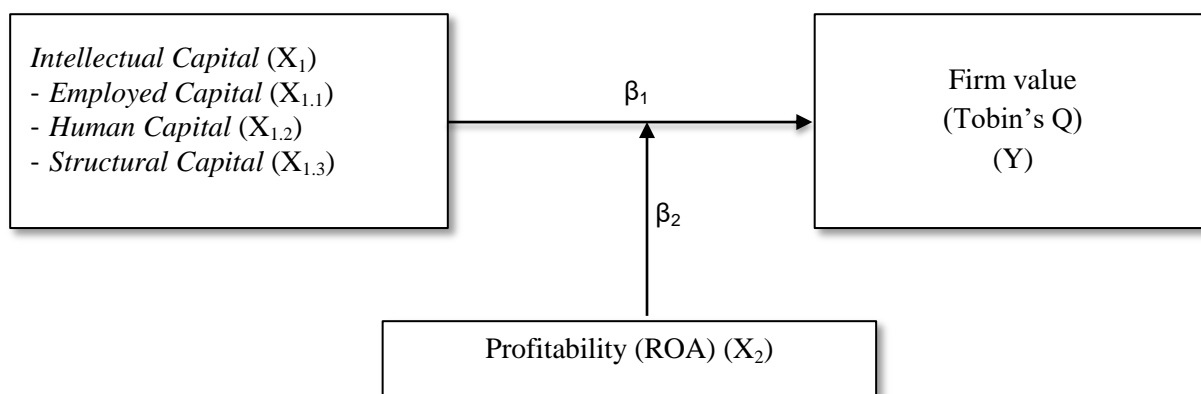 Intellectual Capital (X₁)
- Employed Capital (X₁.₁)
- Human Capital (X₁.₂)
- Structural Capital (X₁.₃)
β₁
Firm value
(Tobin’s Q)
(Y)
β₂
Profitability (ROA) (X₂)